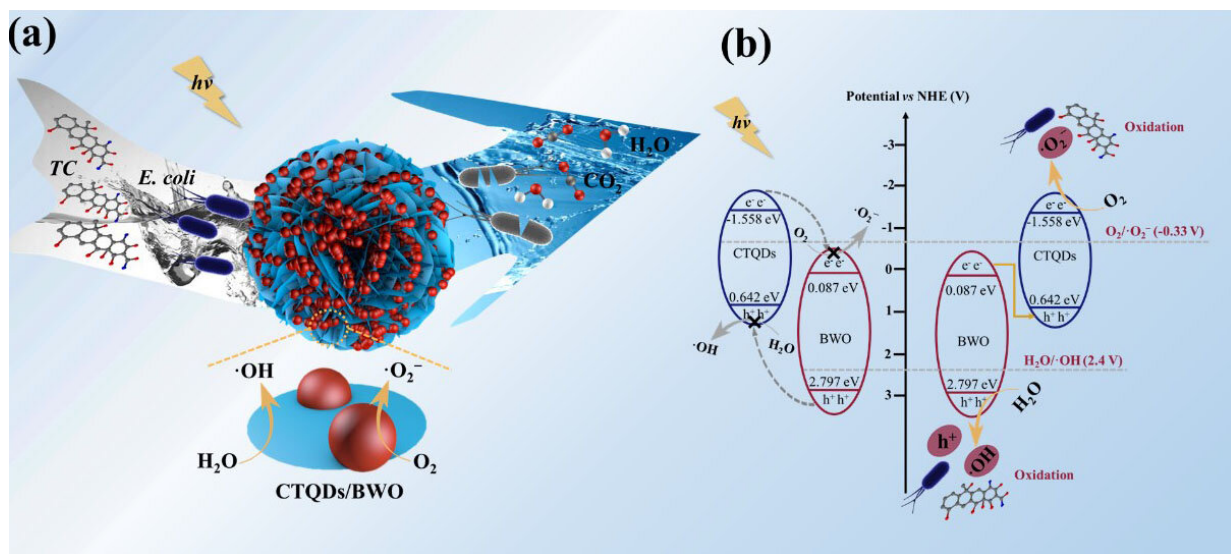 (a)
hν
TC
E. coli
H₂O
CO₂
·OH
·O₂⁻
H₂O
O₂
CTQDs/BWO
(b)
hν
Potential vs NHE (V)
-3
-2
-1
0
1
2
3
e⁻ e⁻
-1.558 eV
CTQDs
0.642 eV
h⁺ h⁺
·OH
H₂O
O₂
·O₂⁻
e⁻ e⁻
0.087 eV
BWO
2.797 eV
h⁺ h⁺
e⁻ e⁻
0.087 eV
BWO
2.797 eV
h⁺ h⁺
·O₂⁻
Oxidation
O₂
e⁻ e⁻
-1.558 eV
CTQDs
0.642 eV
h⁺ h⁺
O₂/·O₂⁻ (-0.33 V)
H₂O/·OH (2.4 V)
H₂O
h⁺
·OH
Oxidation